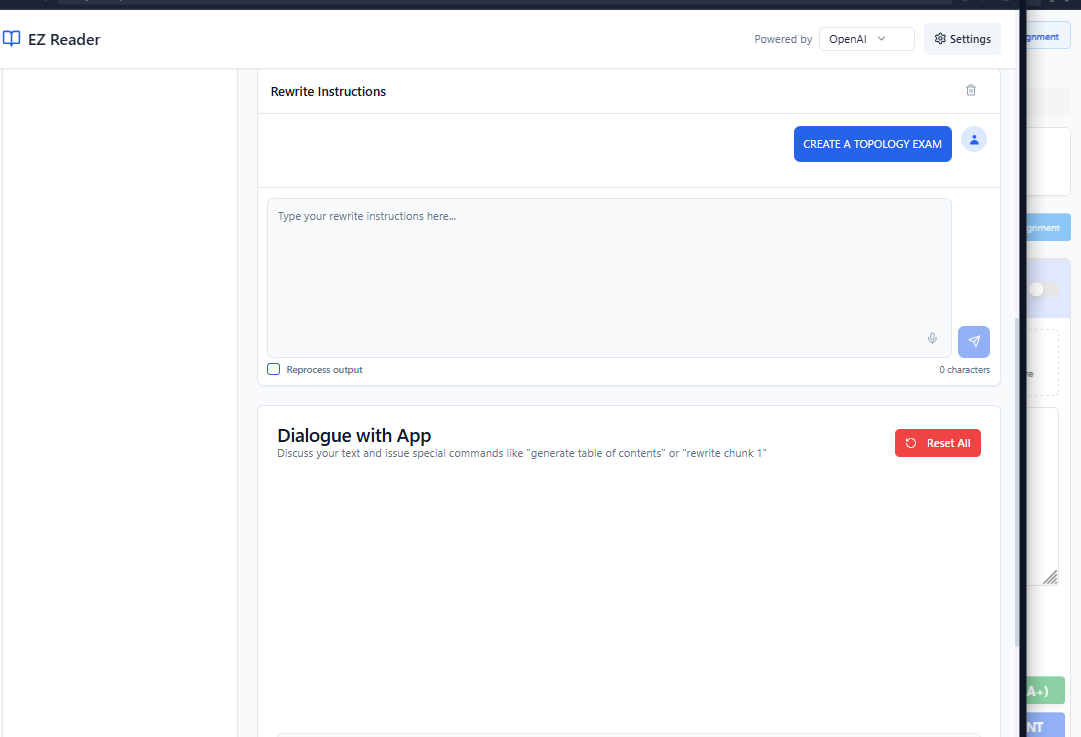 EZ Reader
Powered by
OpenAI
Settings
Rewrite Instructions
CREATE A TOPOLOGY EXAM
Type your rewrite instructions here...
Reprocess output
0 characters
Dialogue with App
Reset All
Discuss your text and issue special commands like "generate table of contents" or "rewrite chunk 1"
gnment
gnment
re
A+)
NT